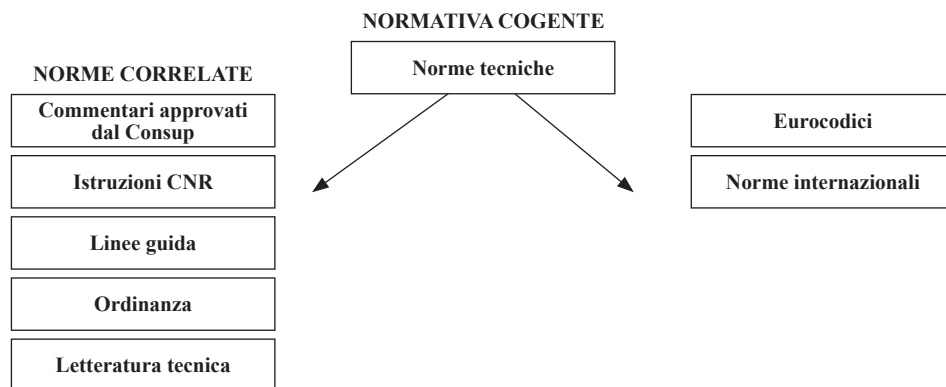 NORMATIVA COGENTE
Norme tecniche
NORME CORRELATE
Commentari approvati
dal Consup
Istruzioni CNR
Linee guida
Ordinanza
Letteratura tecnica
Eurocodici
Norme internazionali